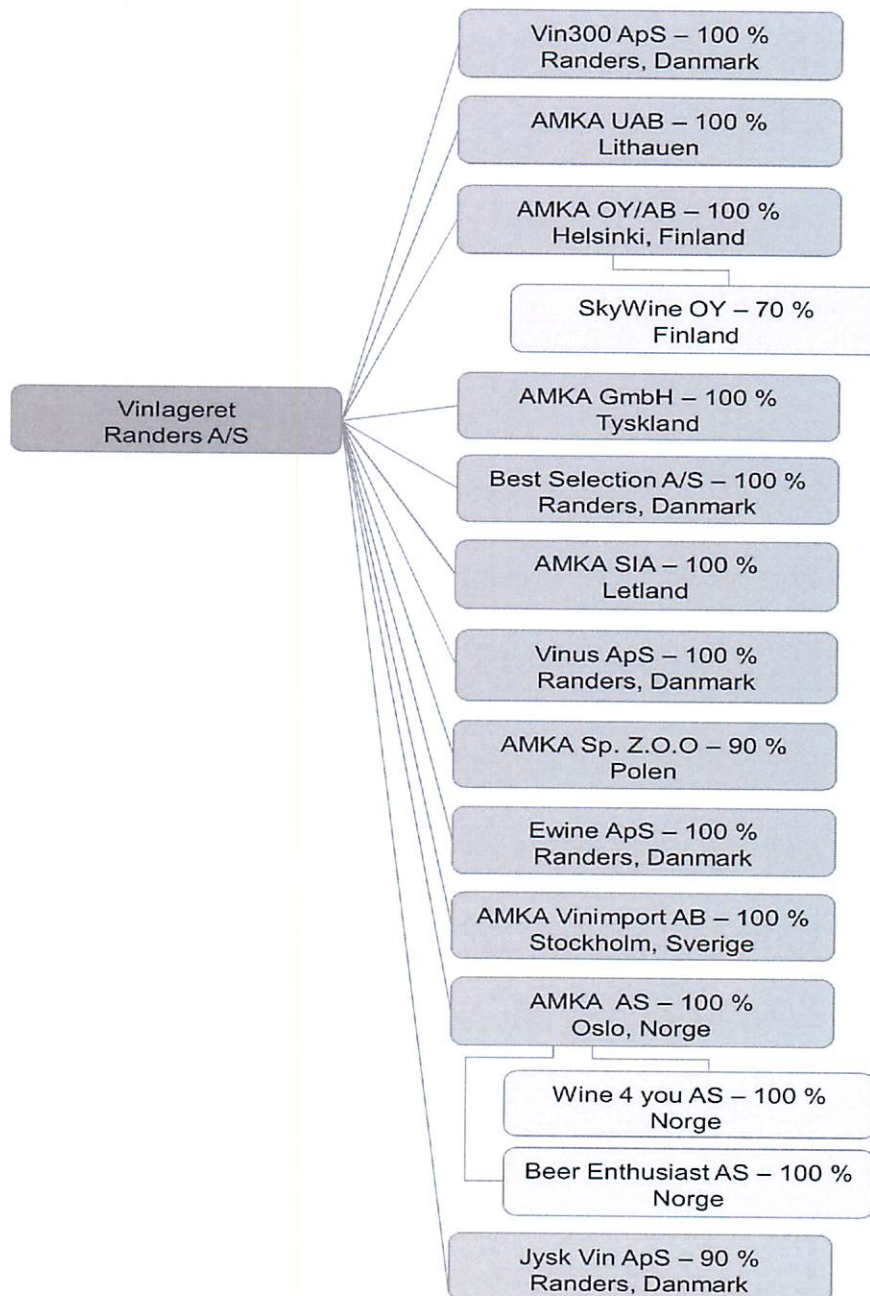 Vin300 ApS – 100 %
Randers, Danmark
AMKA UAB – 100 %
Lithauen
AMKA OY/AB – 100 %
Helsinki, Finland
SkyWine OY – 70 %
Finland
Vinlageret
Randers A/S
AMKA GmbH – 100 %
Tyskland
Best Selection A/S – 100 %
Randers, Danmark
AMKA SIA – 100 %
Letland
Vinus ApS – 100 %
Randers, Danmark
AMKA Sp. Z.O.O – 90 %
Polen
Ewine ApS – 100 %
Randers, Danmark
AMKA Vinimport AB – 100 %
Stockholm, Sverige
AMKA AS – 100 %
Oslo, Norge
Wine 4 you AS – 100 %
Norge
Beer Enthusiast AS – 100 %
Norge
Jysk Vin ApS – 90 %
Randers, Danmark